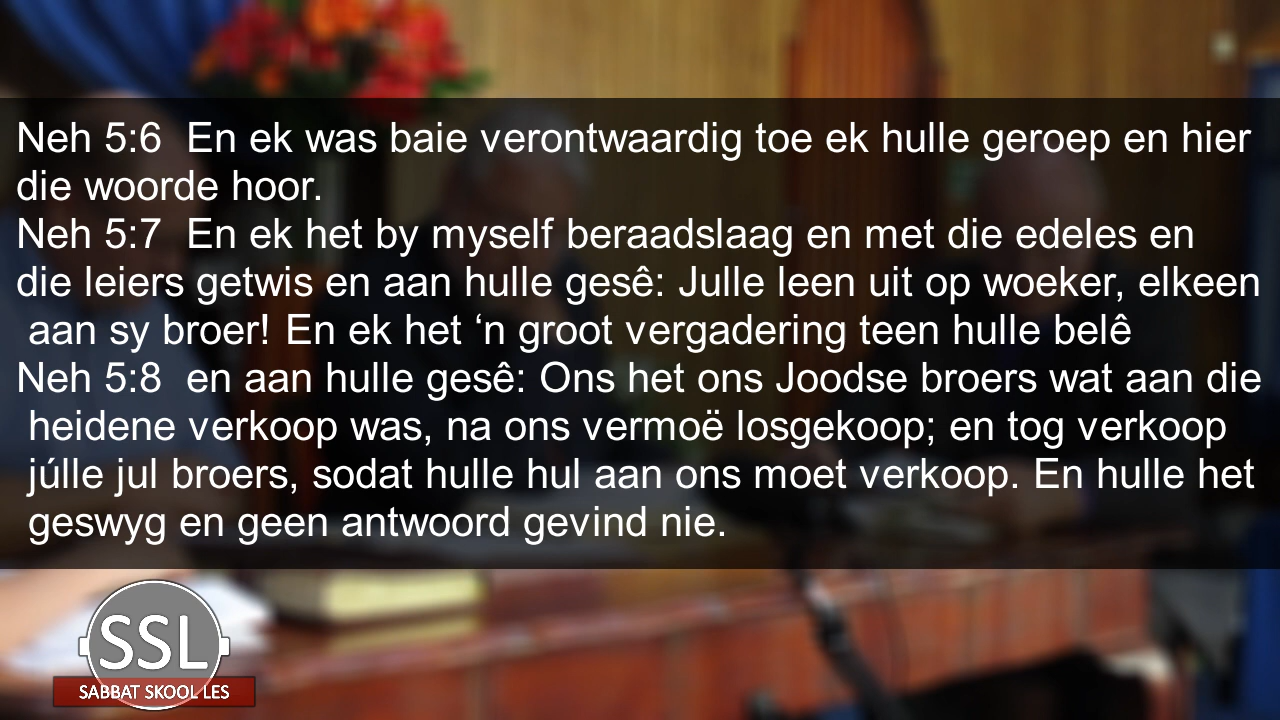 Neh 5:6  En ek was baie verontwaardig toe ek hulle geroep en hier
die woorde hoor.
Neh 5:7  En ek het by myself beraadslaag en met die edeles en
die leiers getwis en aan hulle gesê: Julle leen uit op woeker, elkeen
aan sy broer! En ek het ‘n groot vergadering teen hulle belê
Neh 5:8  en aan hulle gesê: Ons het ons Joodse broers wat aan die
heidene verkoop was, na ons vermoë losgekoop; en tog verkoop
júlle jul broers, sodat hulle hul aan ons moet verkoop. En hulle het
geswyg en geen antwoord gevind nie.
SSL
SABBAT SKOOL LES